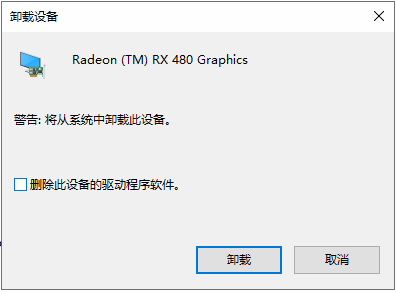 卸载设备
Radeon (TM) RX 480 Graphics
警告: 将从系统中卸载此设备。
删除此设备的驱动程序软件。
卸载
取消